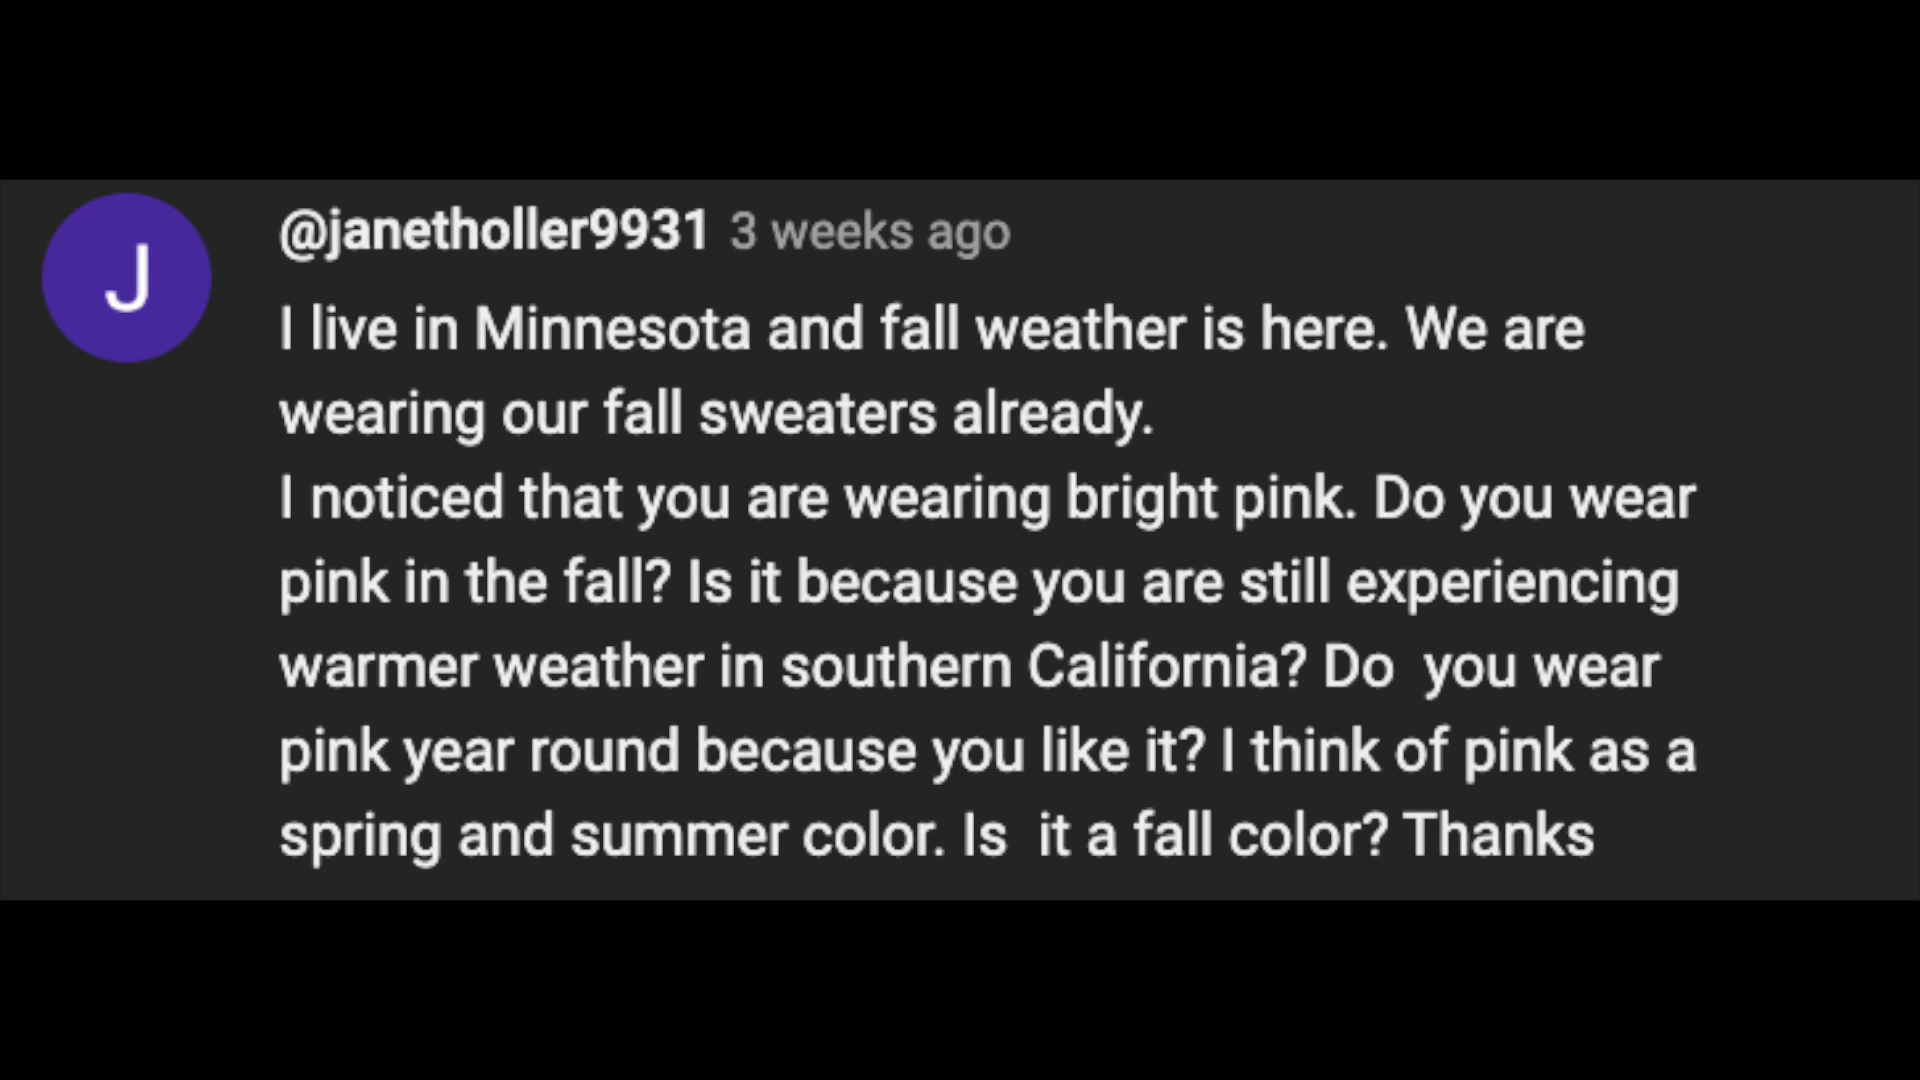 J
@janetholler9931 3 weeks ago
I live in Minnesota and fall weather is here. We are
wearing our fall sweaters already.
I noticed that you are wearing bright pink. Do you wear
pink in the fall? Is it because you are still experiencing
warmer weather in southern California? Do  you wear
pink year round because you like it? I think of pink as a
spring and summer color. Is  it a fall color? Thanks